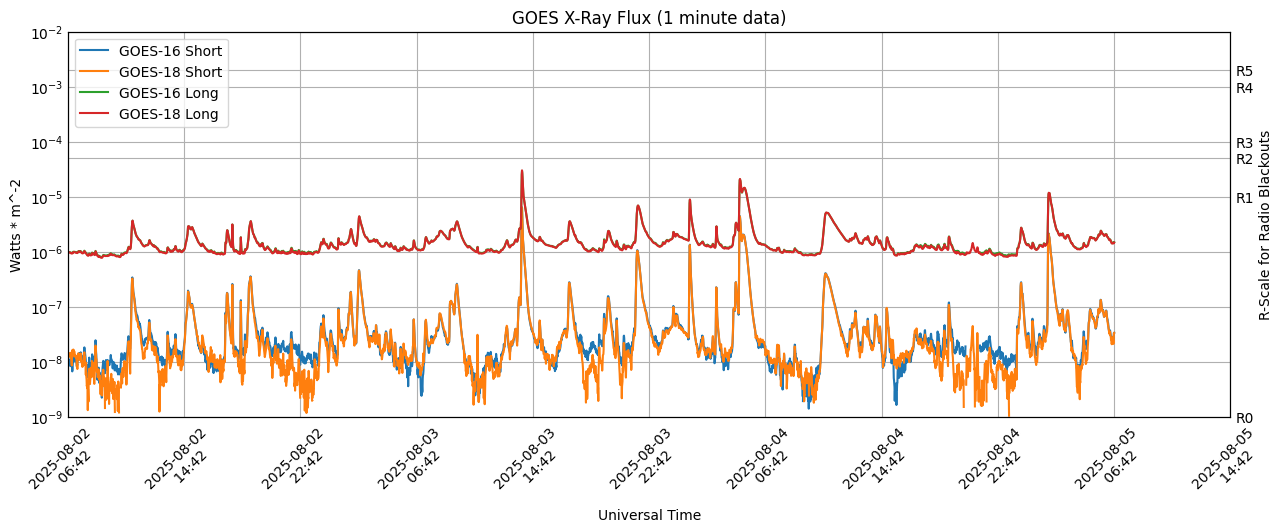 GOES X-Ray Flux (1 minute data)
GOES-16 Short
GOES-18 Short
GOES-16 Long
GOES-18 Long
Watts * m^-2
10^-2
10^-3
10^-4
10^-5
10^-6
10^-7
10^-8
10^-9
R5
R4
R3
R2
R1
R0
R-Scale for Radio Blackouts
2025-08-02
06:42
2025-08-02
14:42
2025-08-02
22:42
2025-08-03
06:42
2025-08-03
14:42
2025-08-03
22:42
2025-08-04
06:42
2025-08-04
14:42
2025-08-04
22:42
2025-08-05
06:42
2025-08-05
14:42
Universal Time